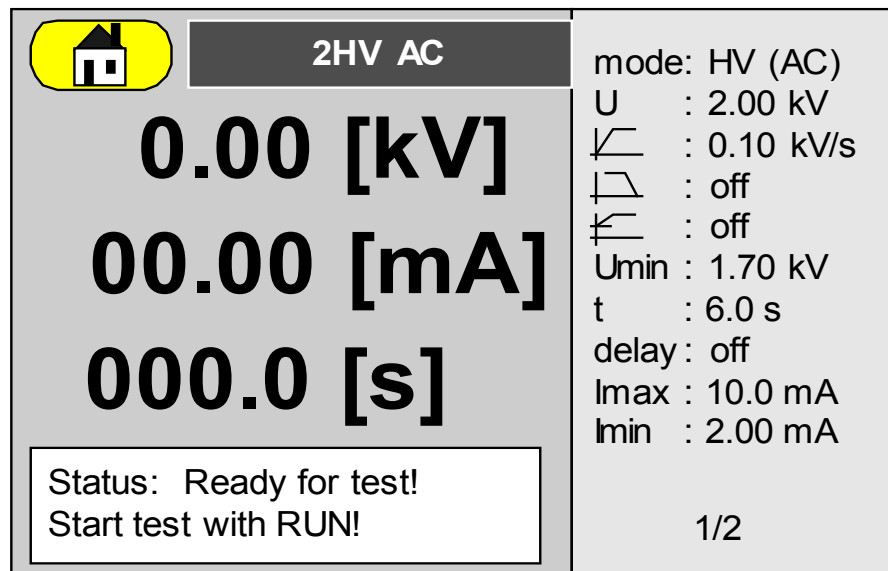 2HV AC
0.00 [kV]
00.00 [mA]
000.0 [s]
Status: Ready for test!
Start test with RUN!
mode: HV (AC)
U : 2.00 kV
: 0.10 kV/s
: off
: off
Umin : 1.70 kV
t : 6.0 s
delay : off
Imax : 10.0 mA
Imin : 2.00 mA
1/2